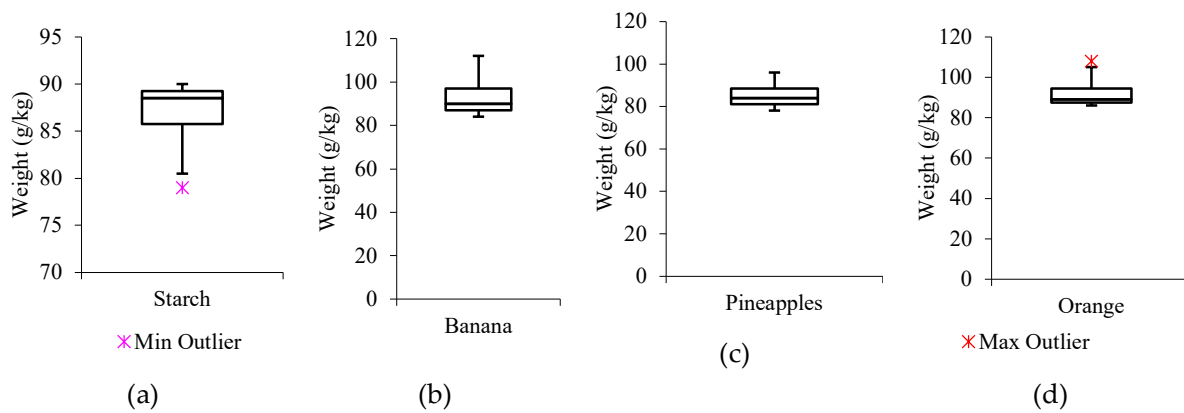 Weight (g/kg)
95
90
85
80
75
70
Starch
Min Outlier
(a)
Weight (g/kg)
120
100
80
60
40
20
0
Banana
(b)
Weight (g/kg)
120
100
80
60
40
20
0
Pineapples
(c)
Weight (g/kg)
120
100
80
60
40
20
0
Orange
Max Outlier
(d)